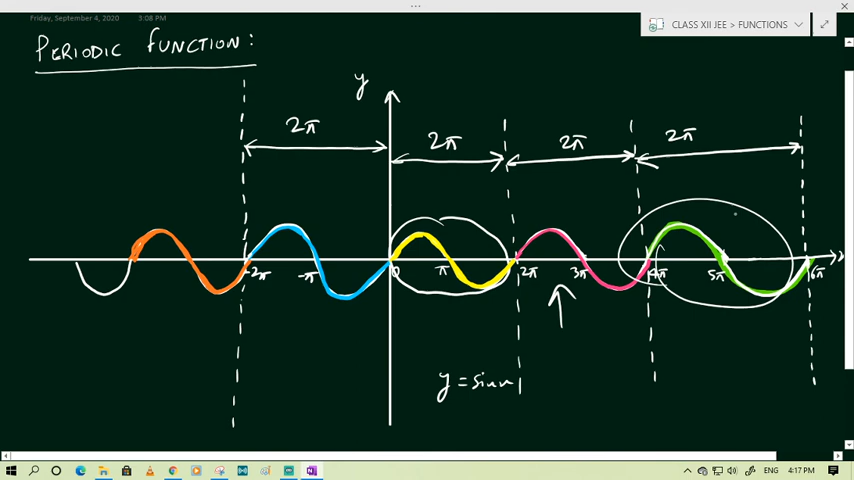 ...
Friday, September 4, 2020 3:08 PM
CLASS XII JEE > FUNCTIONS
PERIODIC FUNCTION:
y
2π 2π 2π 2π
-2π -π 0 π 2π 3π 4π 5π 6π x
y = sinx
ENG 4:17 PM